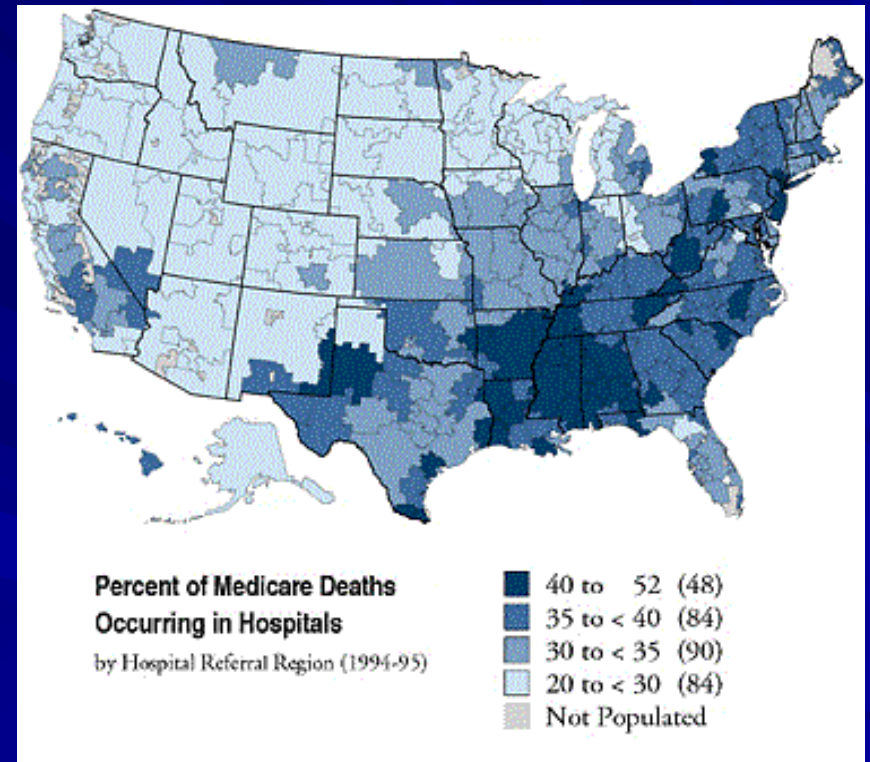 Percent of Medicare Deaths
Occurring in Hospitals
by Hospital Referral Region (1994-95)
40 to 52 (48)
35 to < 40 (84)
30 to < 35 (90)
20 to < 30 (84)
Not Populated